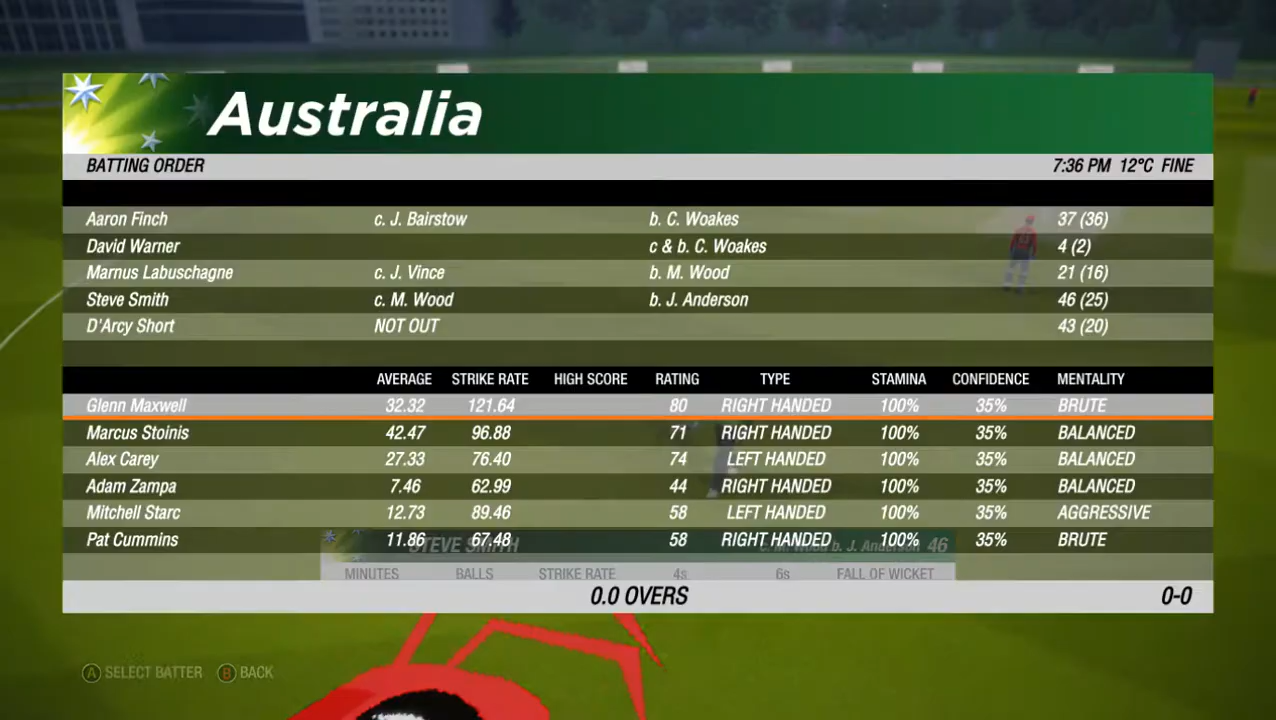 Australia
BATTING ORDER 7:36 PM 12°C FINE
Aaron Finch c. J. Bairstow b. C. Woakes 37 (36)
David Warner c & b. C. Woakes 4 (2)
Marnus Labuschagne c. J. Vince b. M. Wood 21 (16)
Steve Smith c. M. Wood b. J. Anderson 46 (25)
D'Arcy Short NOT OUT 43 (20)
AVERAGE STRIKE RATE HIGH SCORE RATING TYPE STAMINA CONFIDENCE MENTALITY
Glenn Maxwell 32.32 121.64 80 RIGHT HANDED 100% 35% BRUTE
Marcus Stoinis 42.47 96.88 71 RIGHT HANDED 100% 35% BALANCED
Alex Carey 27.33 76.40 74 LEFT HANDED 100% 35% BALANCED
Adam Zampa 7.46 62.99 44 RIGHT HANDED 100% 35% BALANCED
Mitchell Starc 12.73 89.46 58 LEFT HANDED 100% 35% AGGRESSIVE
Pat Cummins 11.86 67.48 58 RIGHT HANDED 100% 35% BRUTE
STEVE SMITH c. M. Wood b. J. Anderson 46
MINUTES BALLS STRIKE RATE 4s 6s FALL OF WICKET
0.0 OVERS 0-0
A SELECT BATTER B BACK